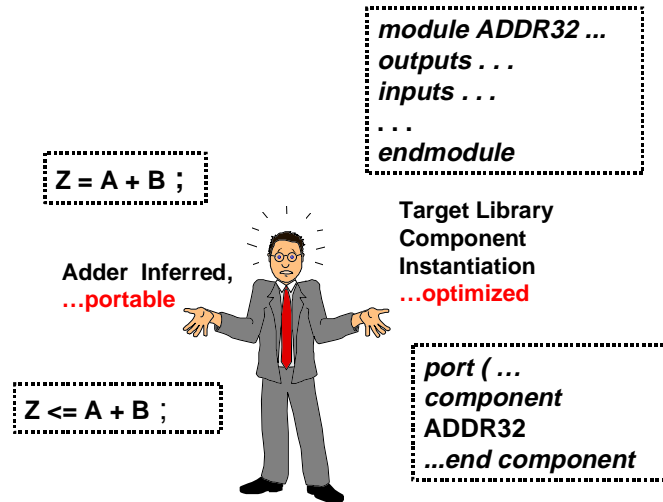 module ADDR32 ...
outputs . . .
inputs . . .
. . .
endmodule
Z = A + B ;
Target Library
Component
Instantiation
...optimized
Adder Inferred,
...portable
port ( ...
component
ADDR32
...end component
Z <= A + B ;